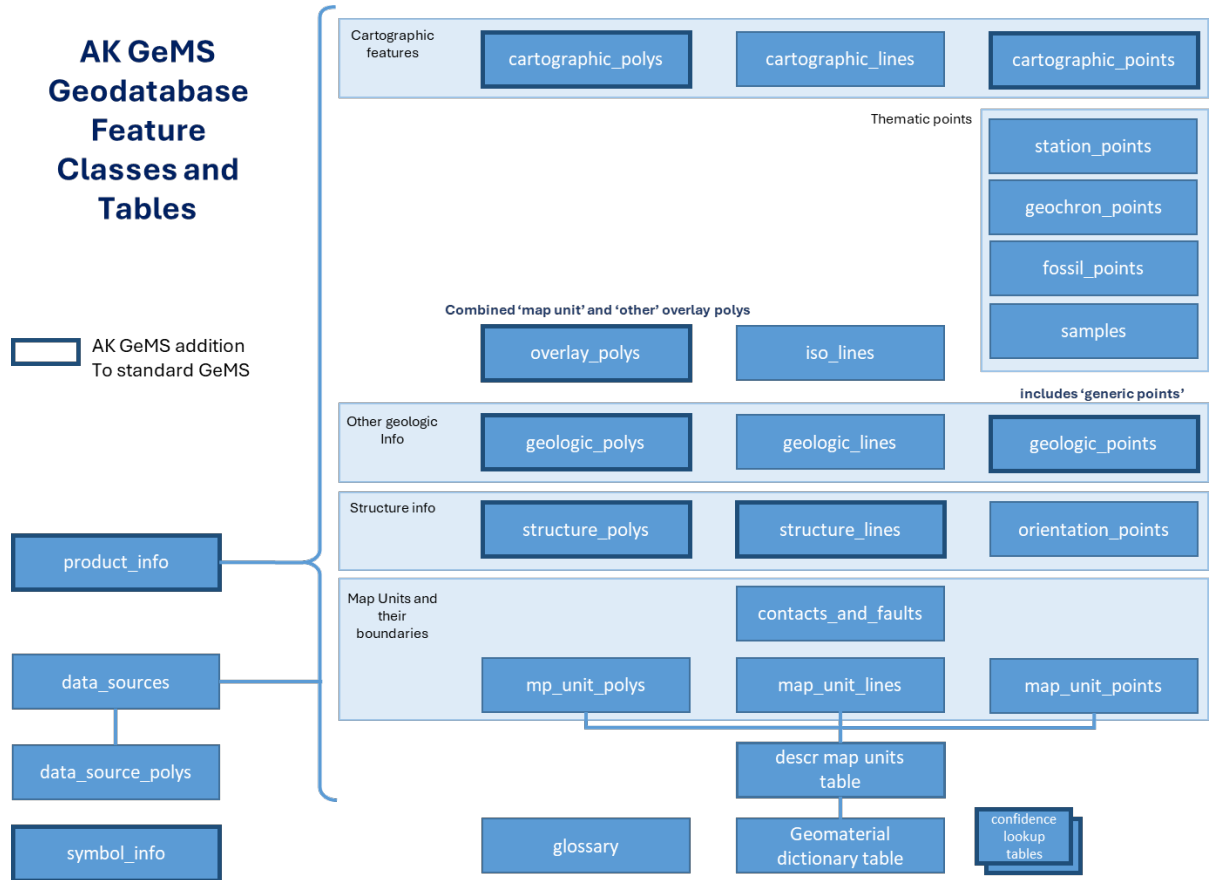 AK GeMS
Geodatabase
Feature
Classes and
Tables
AK GeMS addition
To standard GeMS
Cartographic
features
cartographic_polys
cartographic_lines
cartographic_points
Thematic points
station_points
geochron_points
fossil_points
samples
Combined ‘map unit’ and ‘other’ overlay polys
overlay_polys
iso_lines
includes ‘generic points’
Other geologic
Info
geologic_polys
geologic_lines
geologic_points
Structure info
structure_polys
structure_lines
orientation_points
product_info
Map Units and
their
boundaries
contacts_and_faults
data_sources
mp_unit_polys
map_unit_lines
map_unit_points
data_source_polys
descr map units
table
symbol_info
glossary
Geomaterial
dictionary table
confidence
lookup
tables